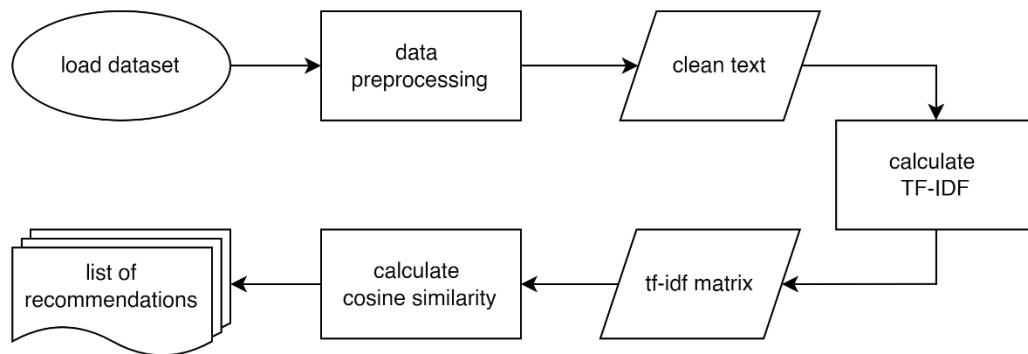 load dataset
data
preprocessing
clean text
calculate
TF-IDF
tf-idf matrix
calculate
cosine similarity
list of
recommendations